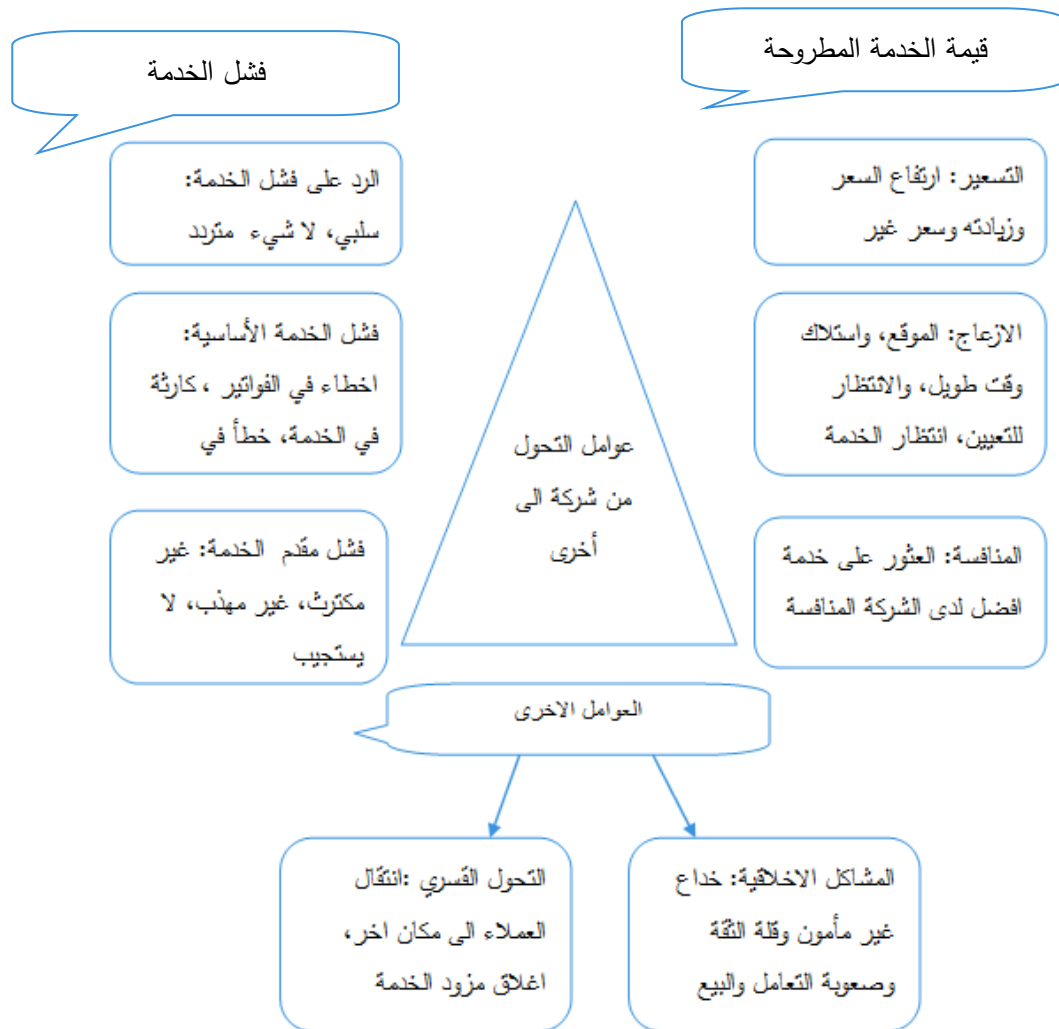 قيمة الخدمة المطروحة
فشل الخدمة
التسعير: ارتفاع السعر
وزيادته وسعر غير
الرد على فشل الخدمة:
سلبي، لا شيء متردد
الازعاج: الموقع، واستلاك
وقت طويل، والانتظار
للتعيين، انتظار الخدمة
فشل الخدمة الأساسية:
اخطاء في الفواتير ، كارثة
في الخدمة، خطأ في
عوامل التحول
من شركة الى
أخرى
المنافسة: العثور على خدمة
افضل لدى الشركة المنافسة
فشل مقدم الخدمة: غير
مكترث، غير مهذب، لا
يستجيب
العوامل الاخرى
المشاكل الاخلاقية: خداع
غير مأمون وقلة الثقة
وصعوبة التعامل والبيع
التحول القسري :انتقال
العملاء الى مكان اخر،
اغلاق مزود الخدمة